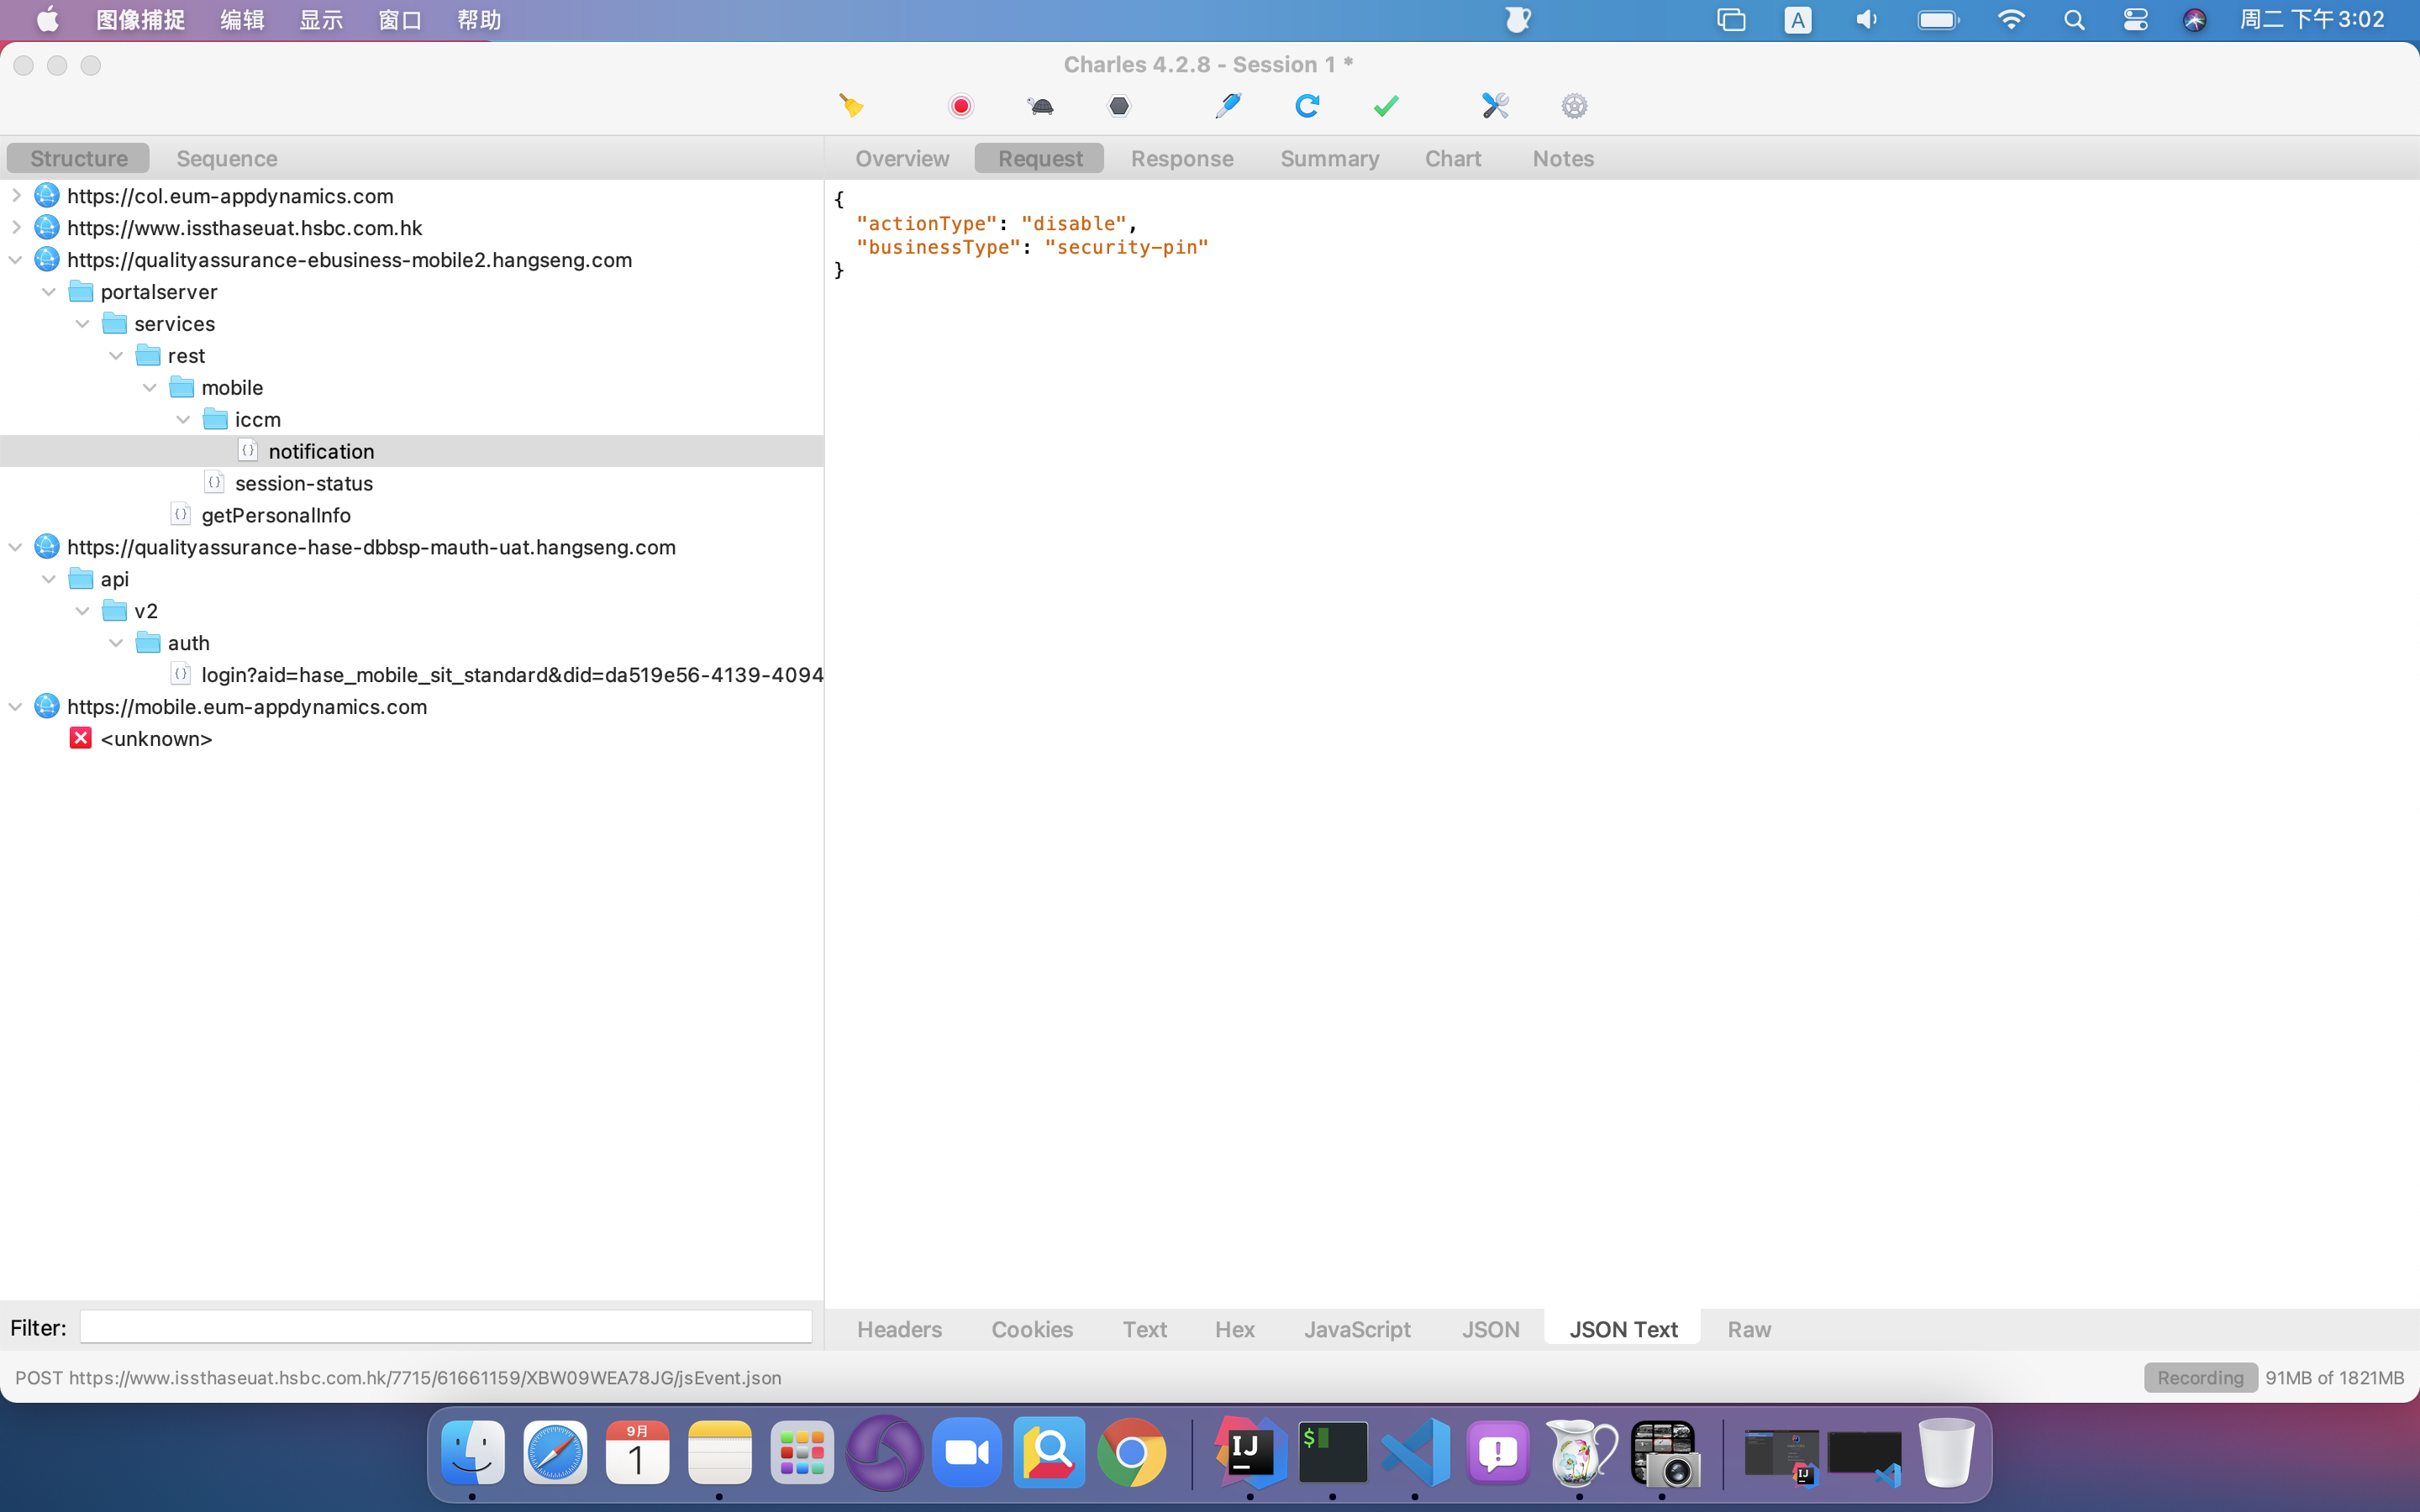 图像捕捉 编辑 显示 窗口 帮助 A 周二 下午3:02
Charles 4.2.8 - Session 1 *
Structure Sequence Overview Request Response Summary Chart Notes
https://col.eum-appdynamics.com
https://www.issthaseuat.hsbc.com.hk
https://qualityassurance-ebusiness-mobile2.hangseng.com
portalserver
services
rest
mobile
iccm
{} notification
{} session-status
{} getPersonalInfo
https://qualityassurance-hase-dbbsp-mauth-uat.hangseng.com
api
v2
auth
{} login?aid=hase_mobile_sit_standard&did=da519e56-4139-4094
https://mobile.eum-appdynamics.com
<unknown>
{
"actionType": "disable",
"businessType": "security-pin"
}
Filter:
Headers Cookies Text Hex JavaScript JSON JSON Text Raw
POST https://www.issthaseuat.hsbc.com.hk/7715/61661159/XBW09WEA78JG/jsEvent.json
Recording 91MB of 1821MB
9月
1
IJ
$
!
IJ